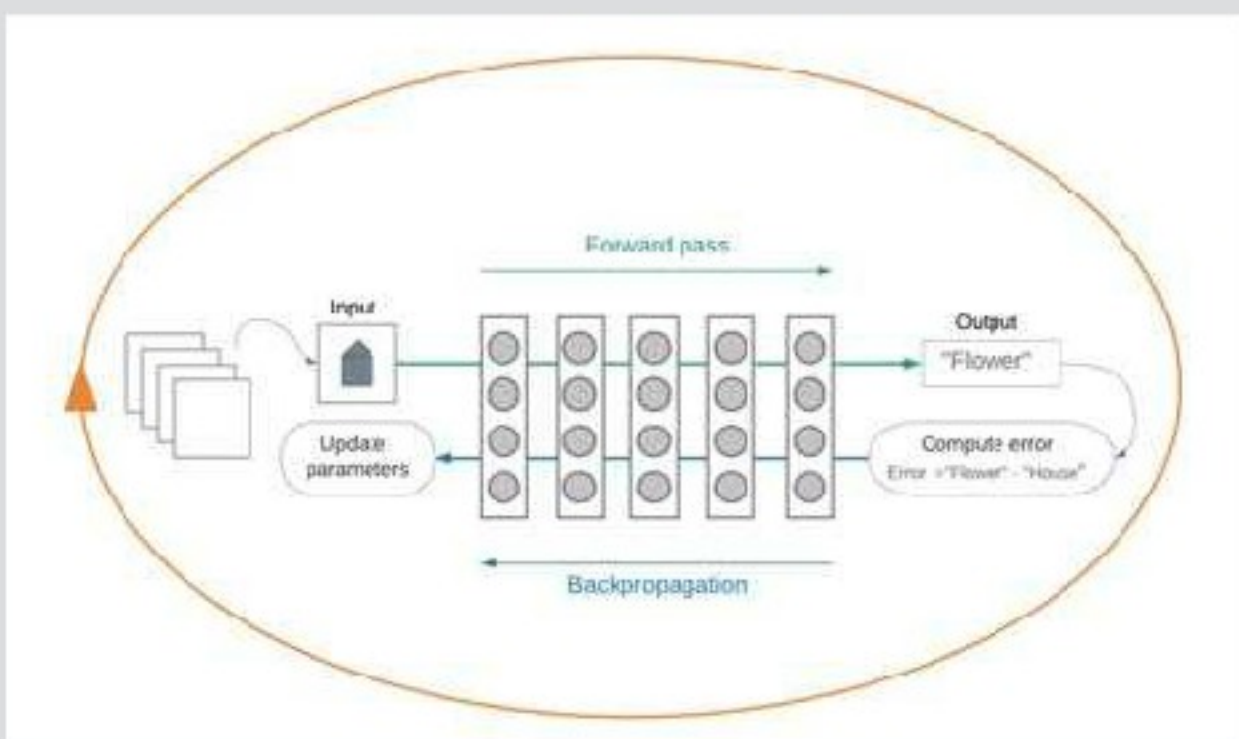 Forward pass
Input
Output
"Flower"
Update
parameters
Compute error
Error ="Flower" - "House"
Backpropagation